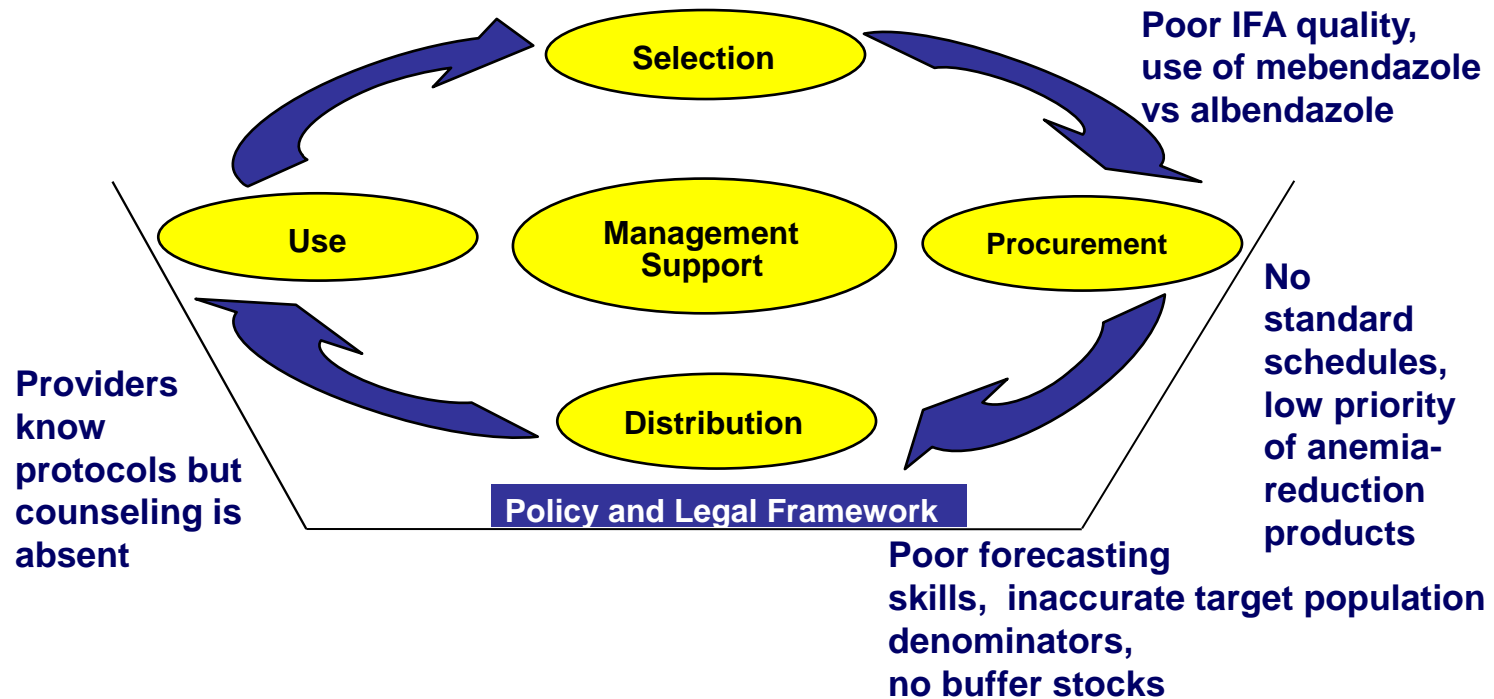 Selection
Poor IFA quality,
use of mebendazole
vs albendazole
Use
Management
Support
Procurement
No
standard
schedules,
low priority
of anemia-
reduction
products
Providers
know
protocols but
counseling is
absent
Distribution
Policy and Legal Framework
Poor forecasting
skills, inaccurate target population
denominators,
no buffer stocks